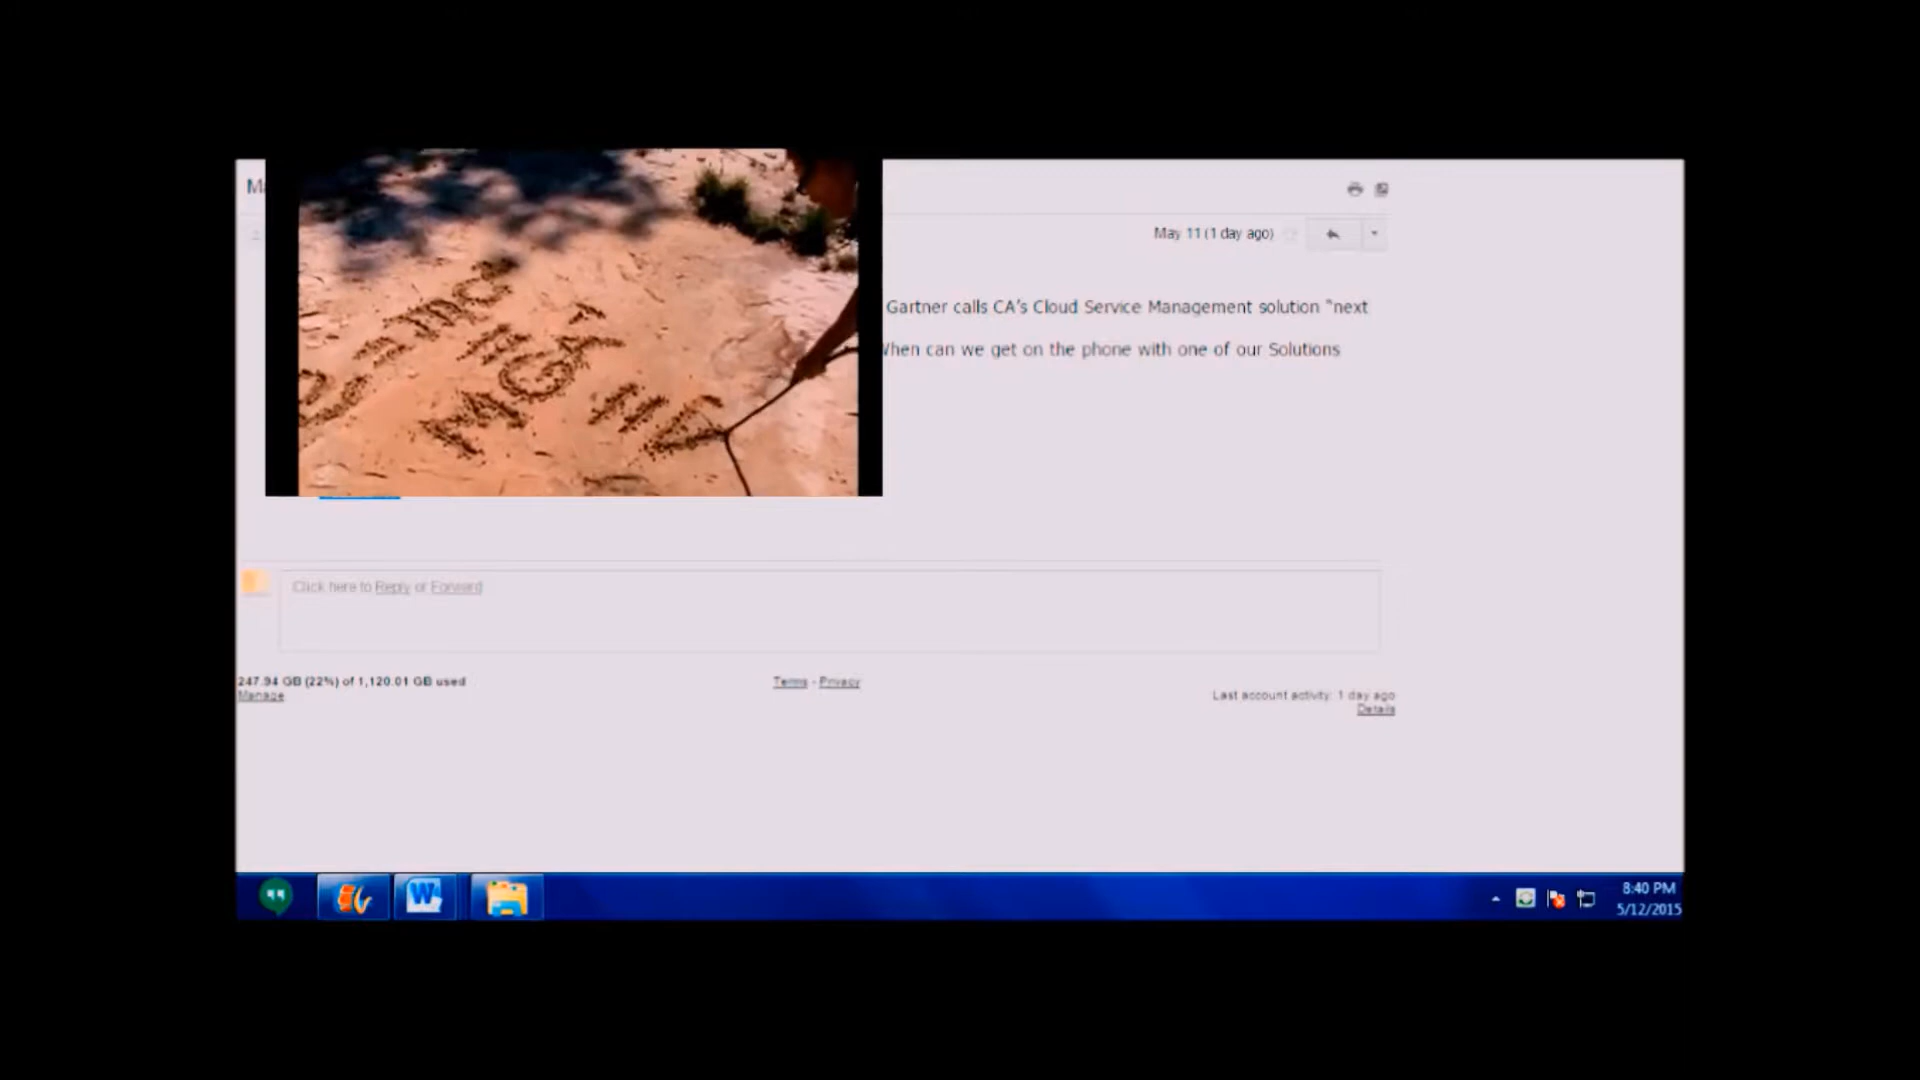 May 11 (1 day ago)
Gartner calls CA's Cloud Service Management solution "next
When can we get on the phone with one of our Solutions
Click here to Reply or Forward
247.94 GB (22%) of 1,120.01 GB used
Manage
Terms - Privacy
Last account activity: 1 day ago
Details
8:40 PM
5/12/2015